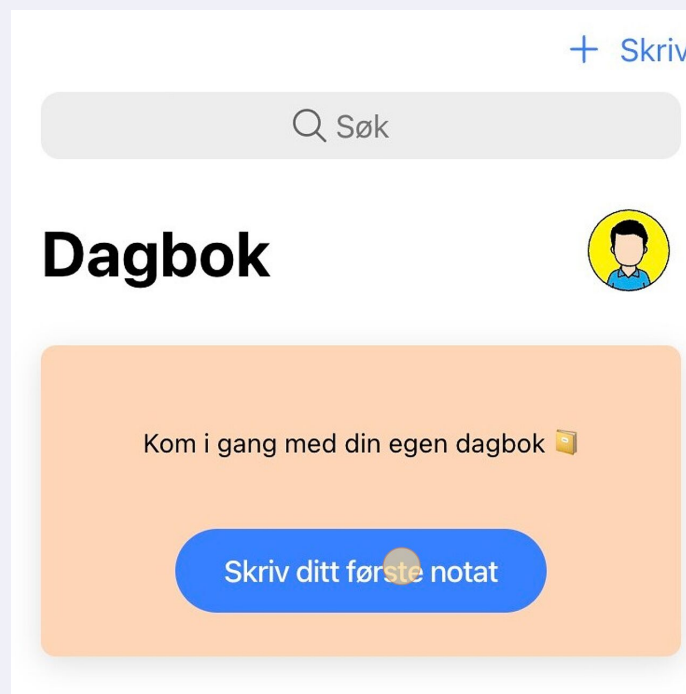 Skriv
Søk
Dagbok
Kom i gang med din egen dagbok
Skriv ditt første notat